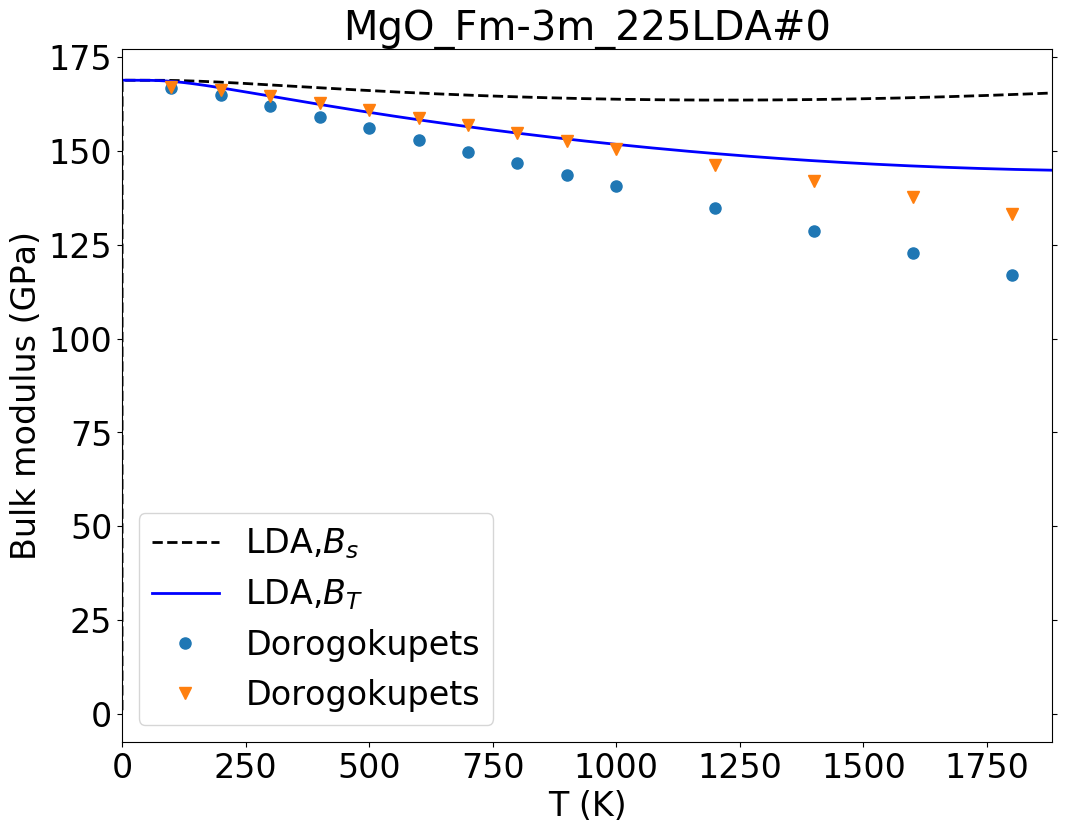 MgO_Fm-3m_225LDA#0
Bulk modulus (GPa)
175
150
125
100
75
50
25
0
LDA,Bs
LDA,BT
Dorogokupets
Dorogokupets
0 250 500 750 1000 1250 1500 1750
T (K)